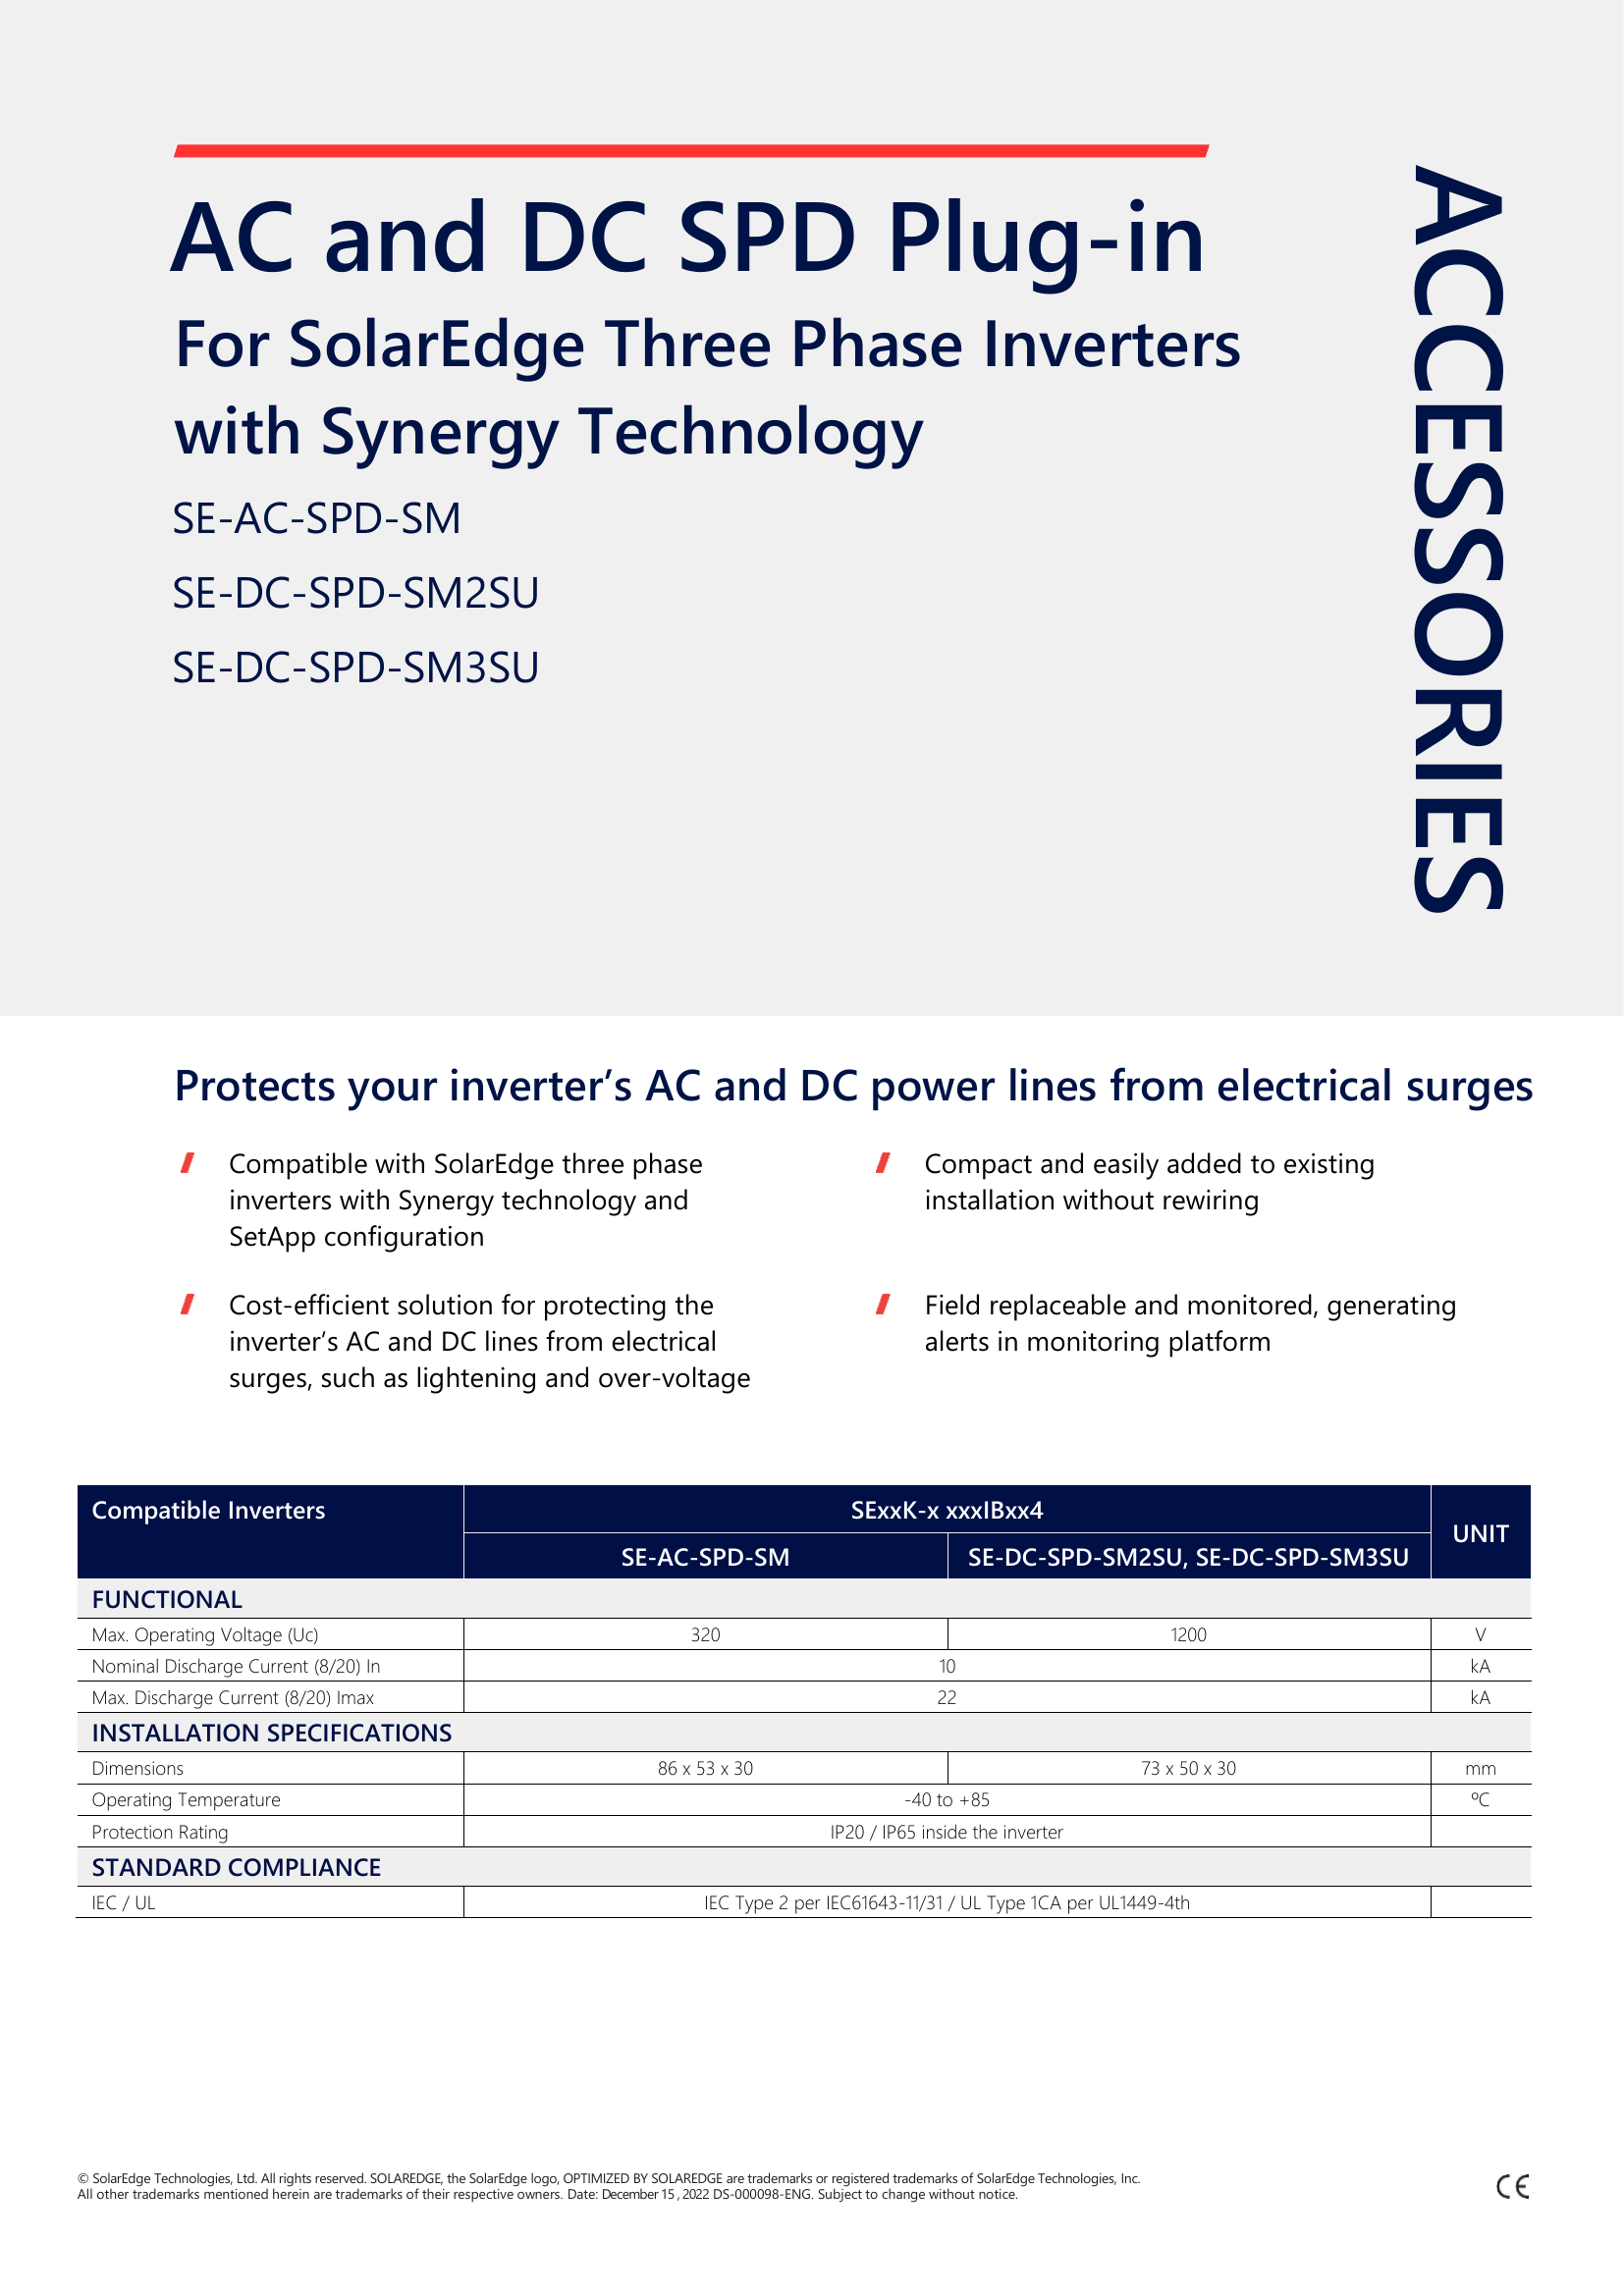 AC and DC SPD Plug-in
For SolarEdge Three Phase Inverters
with Synergy Technology
SE-AC-SPD-SM
SE-DC-SPD-SM2SU
SE-DC-SPD-SM3SU
ACCESSORIES
Protects your inverter’s AC and DC power lines from electrical surges
Compatible with SolarEdge three phase
inverters with Synergy technology and
SetApp configuration
Compact and easily added to existing
installation without rewiring
Cost-efficient solution for protecting the
inverter’s AC and DC lines from electrical
surges, such as lightening and over-voltage
Field replaceable and monitored, generating
alerts in monitoring platform
Compatible Inverters SExxK-x xxxIBxx4 UNIT
SE-AC-SPD-SM SE-DC-SPD-SM2SU, SE-DC-SPD-SM3SU
FUNCTIONAL
Max. Operating Voltage (Uc) 320 1200 V
Nominal Discharge Current (8/20) In 10 kA
Max. Discharge Current (8/20) Imax 22 kA
INSTALLATION SPECIFICATIONS
Dimensions 86 x 53 x 30 73 x 50 x 30 mm
Operating Temperature -40 to +85 ºC
Protection Rating IP20 / IP65 inside the inverter
STANDARD COMPLIANCE
IEC / UL IEC Type 2 per IEC61643-11/31 / UL Type 1CA per UL1449-4th
© SolarEdge Technologies, Ltd. All rights reserved. SOLAREDGE, the SolarEdge logo, OPTIMIZED BY SOLAREDGE are trademarks or registered trademarks of SolarEdge Technologies, Inc.
All other trademarks mentioned herein are trademarks of their respective owners. Date: December 15, 2022 DS-000098-ENG. Subject to change without notice.
CE